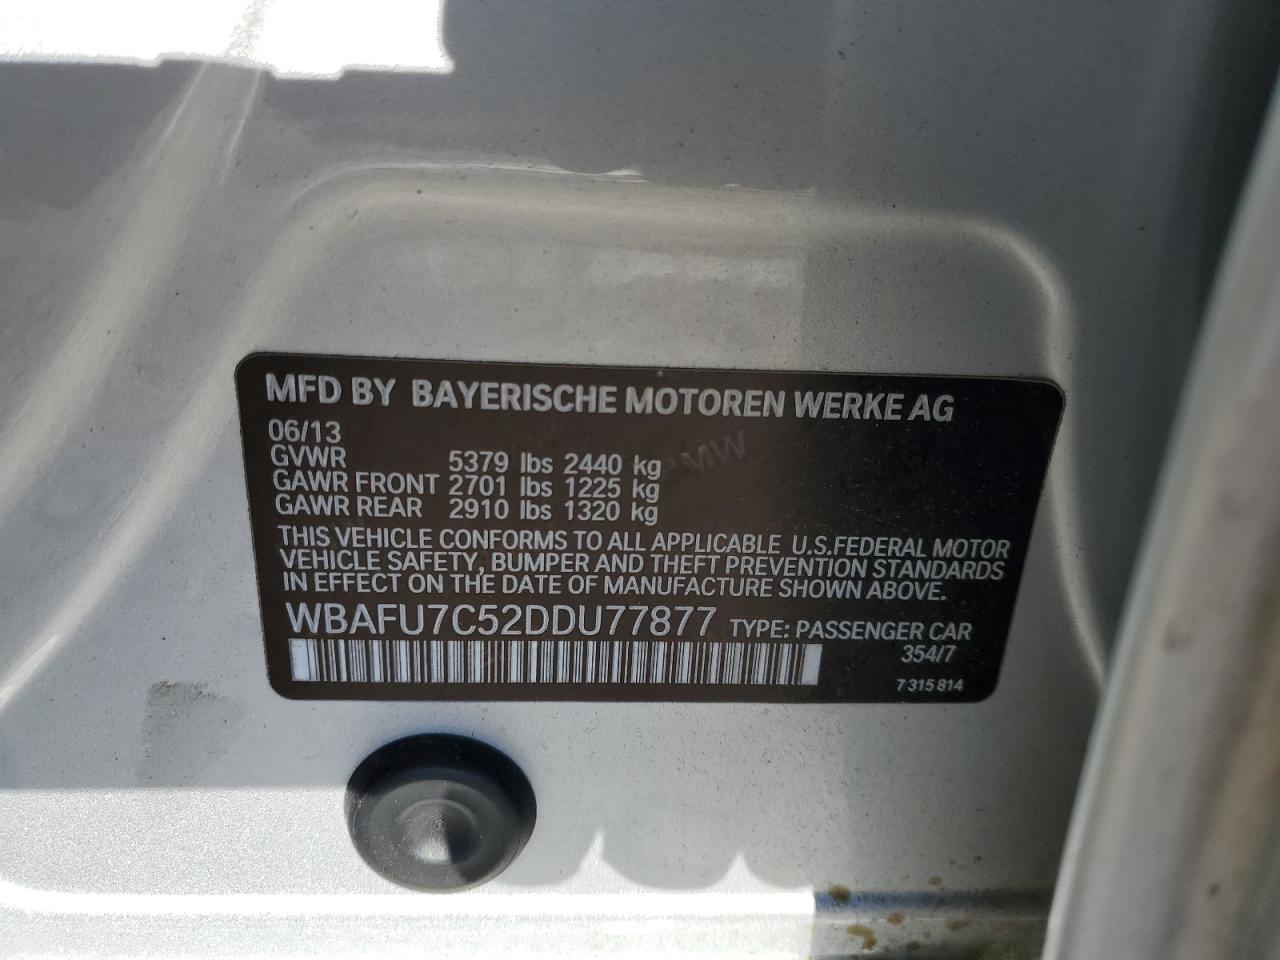 MFD BY BAYERISCHE MOTOREN WERKE AG
06/13
GVWR 5379 lbs 2440 kg
GAWR FRONT 2701 lbs 1225 kg
GAWR REAR 2910 lbs 1320 kg
THIS VEHICLE CONFORMS TO ALL APPLICABLE U.S.FEDERAL MOTOR
VEHICLE SAFETY, BUMPER AND THEFT PREVENTION STANDARDS
IN EFFECT ON THE DATE OF MANUFACTURE SHOWN ABOVE.
WBAFU7C52DDU77877 TYPE: PASSENGER CAR
354/7
7 315 814